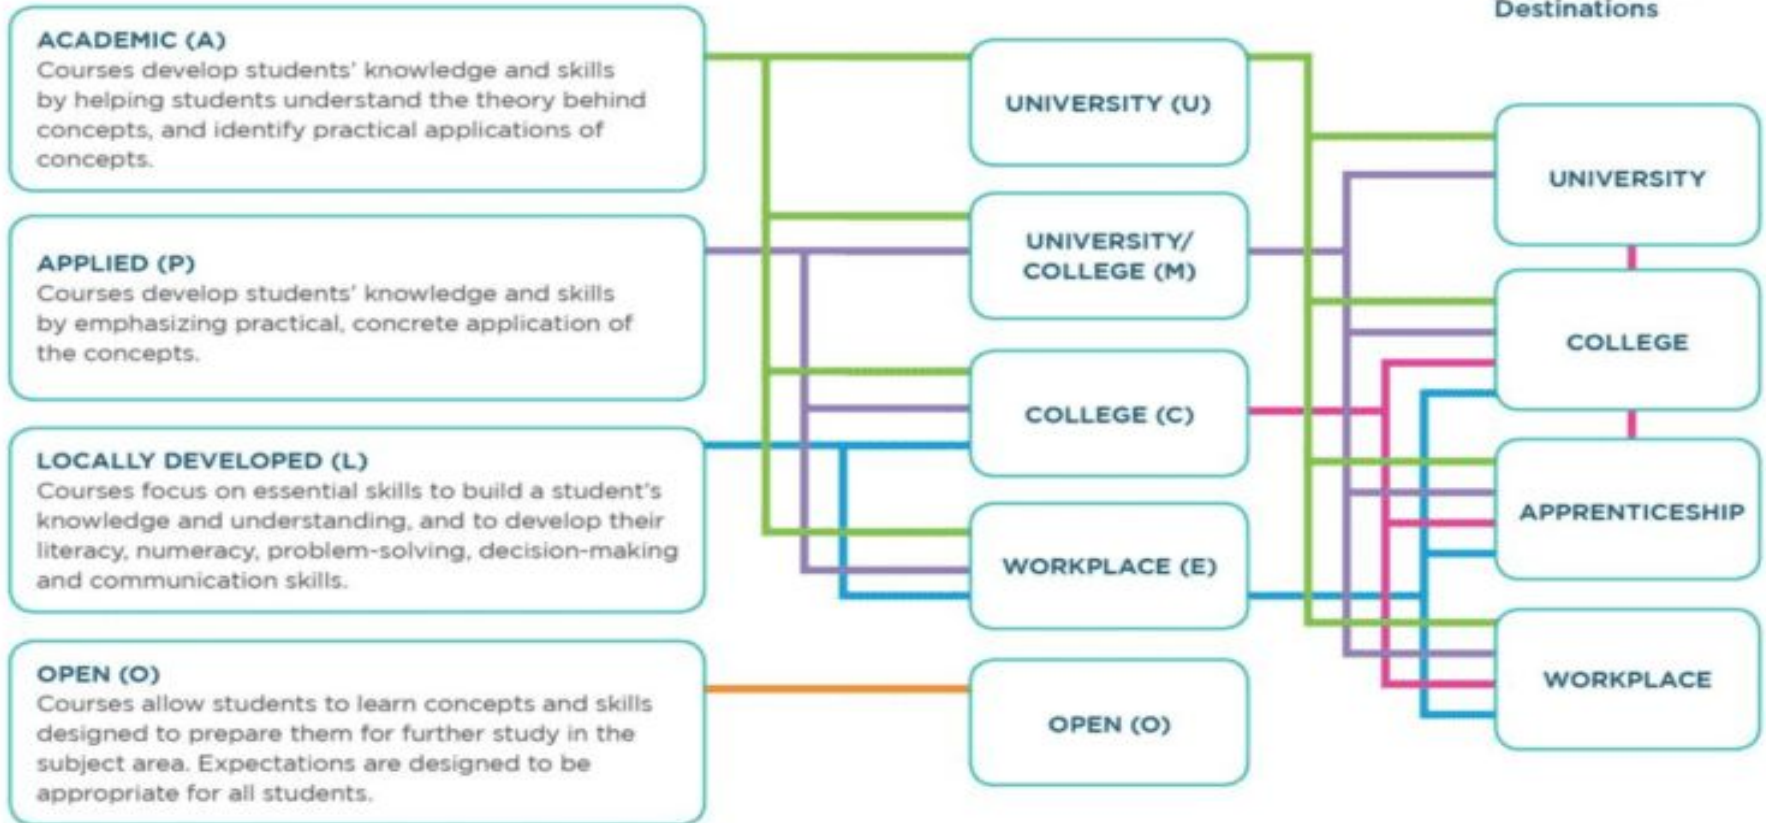 Destinations
ACADEMIC (A)
Courses develop students' knowledge and skills
by helping students understand the theory behind
concepts, and identify practical applications of
concepts.
APPLIED (P)
Courses develop students' knowledge and skills
by emphasizing practical, concrete application of
the concepts.
LOCALLY DEVELOPED (L)
Courses focus on essential skills to build a student's
knowledge and understanding, and to develop their
literacy, numeracy, problem-solving, decision-making
and communication skills.
OPEN (O)
Courses allow students to learn concepts and skills
designed to prepare them for further study in the
subject area. Expectations are designed to be
appropriate for all students.
UNIVERSITY (U)
UNIVERSITY/
COLLEGE (M)
COLLEGE (C)
WORKPLACE (E)
OPEN (O)
UNIVERSITY
COLLEGE
APPRENTICESHIP
WORKPLACE